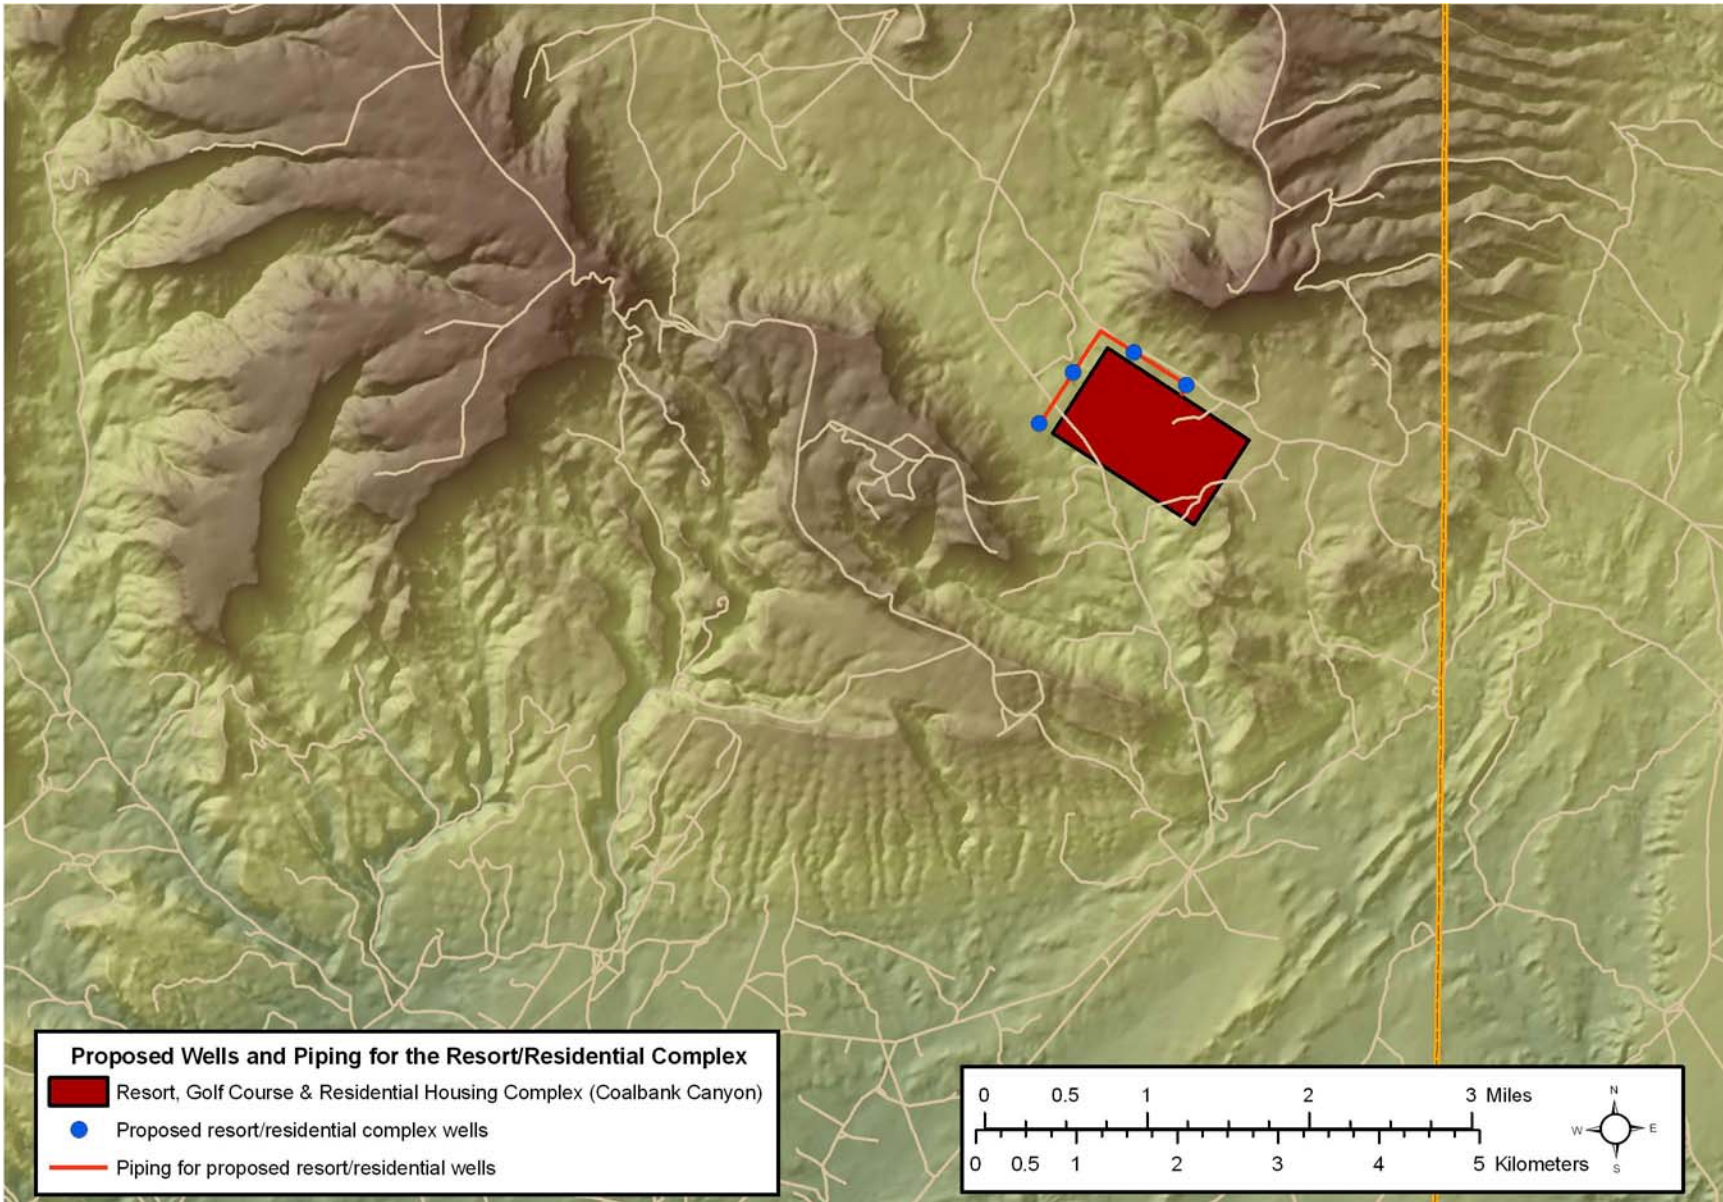 Proposed Wells and Piping for the Resort/Residential Complex
Resort, Golf Course & Residential Housing Complex (Coalbank Canyon)
Proposed resort/residential complex wells
Piping for proposed resort/residential wells
0 0.5 1 2 3 Miles
0 0.5 1 2 3 4 5 Kilometers
N
W E
S